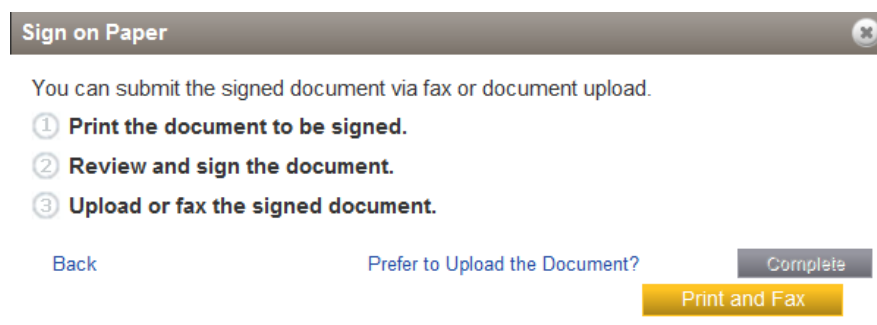 Sign on Paper
You can submit the signed document via fax or document upload.
1 Print the document to be signed.
2 Review and sign the document.
3 Upload or fax the signed document.
Back Prefer to Upload the Document? Complete
Print and Fax